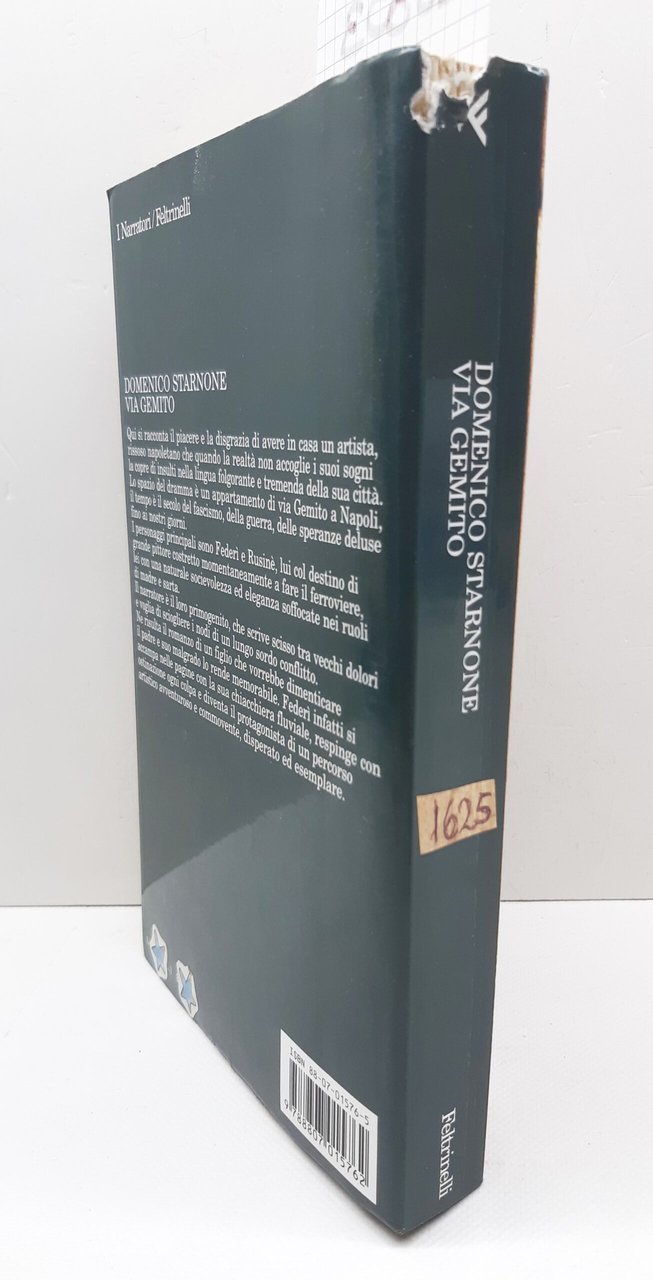 I Narratori / Feltrinelli
DOMENICO STARNONE
VIA GEMITO
Qui si racconta il piacere e la disgrazia di avere in casa un artista,
rissoso napoletano che quando la realtà non accoglie i suoi sogni
la copre di insulti nella lingua folgorante e tremenda della sua città.
Lo spazio del dramma è un appartamento di via Gemito a Napoli,
il tempo è il secolo del fascismo, della guerra, delle speranze deluse
fino ai nostri giorni.
I personaggi principali sono Federi e Rusinè, lui col destino di
grande pittore costretto momentaneamente a fare il ferroviere,
lei con una naturale socievolezza ed eleganza soffocate nei ruoli
di madre e sarta.
Il narratore è il loro primogenito, che scrive scisso tra vecchi dolori
e voglia di sciogliere i nodi di un lungo sordo conflitto.
Ne risulta il romanzo di un figlio che vorrebbe dimenticare
il padre e suo malgrado lo rende memorabile. Federi infatti si
accampa nelle pagine con la sua chiacchiera fluviale, respinge con
ostinazione ogni colpa e diventa il protagonista di un percorso
artistico avventuroso e commovente, disperato ed esemplare.
ISBN 88-07-01576-5
9 788807 015762
DOMENICO STARNONE
VIA GEMITO
1625
Feltrinelli